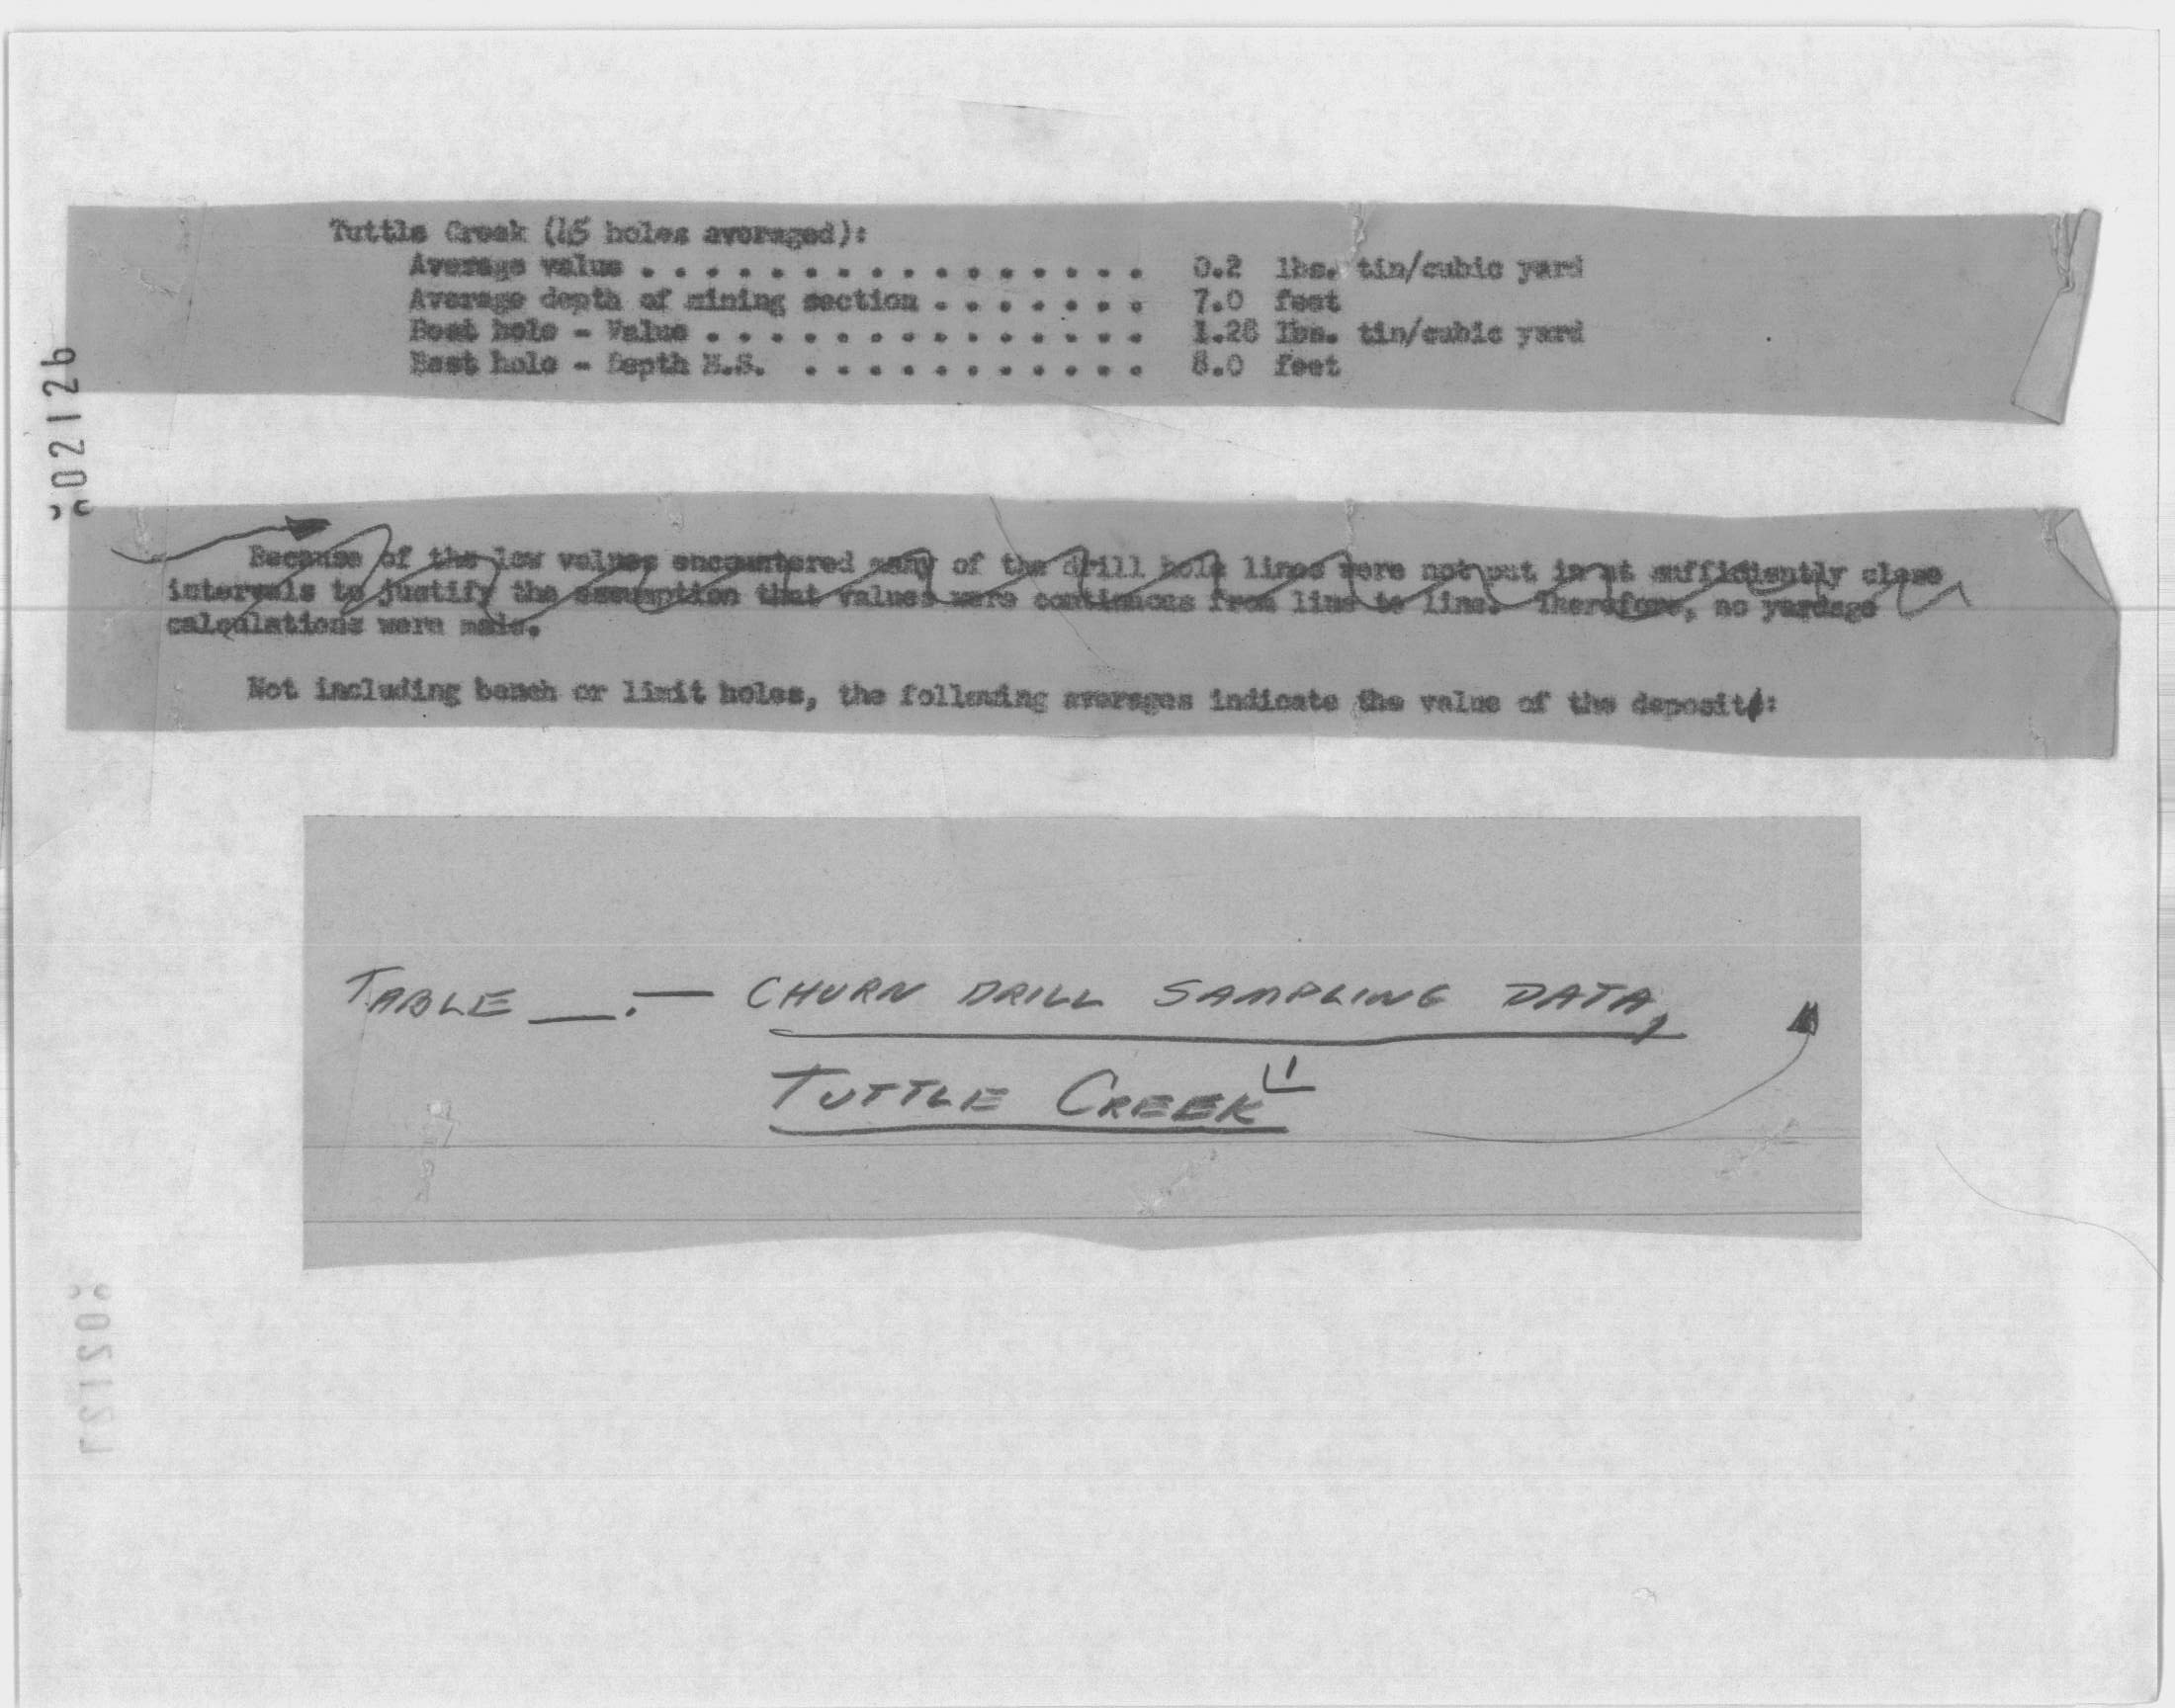 Tuttle Creek (45 holes averaged):
Average value . . . . . . . . . . . . . . . . 0.2 lbs. tin/cubic yard
Average depth of mining section . . . . . . . 7.0 feet
Best hole - Value . . . . . . . . . . . . . . 1.28 lbs. tin/cubic yard
Best hole - Depth M.S. . . . . . . . . . . . 8.0 feet
002126
Because of the low values encountered many of the drill hole lines were not put in at sufficiently close
intervals to justify the assumption that values were continuous from line to line. Therefore, no yardage
calculations were made.
Not including bench or limit holes, the following averages indicate the value of the deposit:
TABLE __.— CHURN DRILL SAMPLING DATA,
TUTTLE CREEK 1/
002127